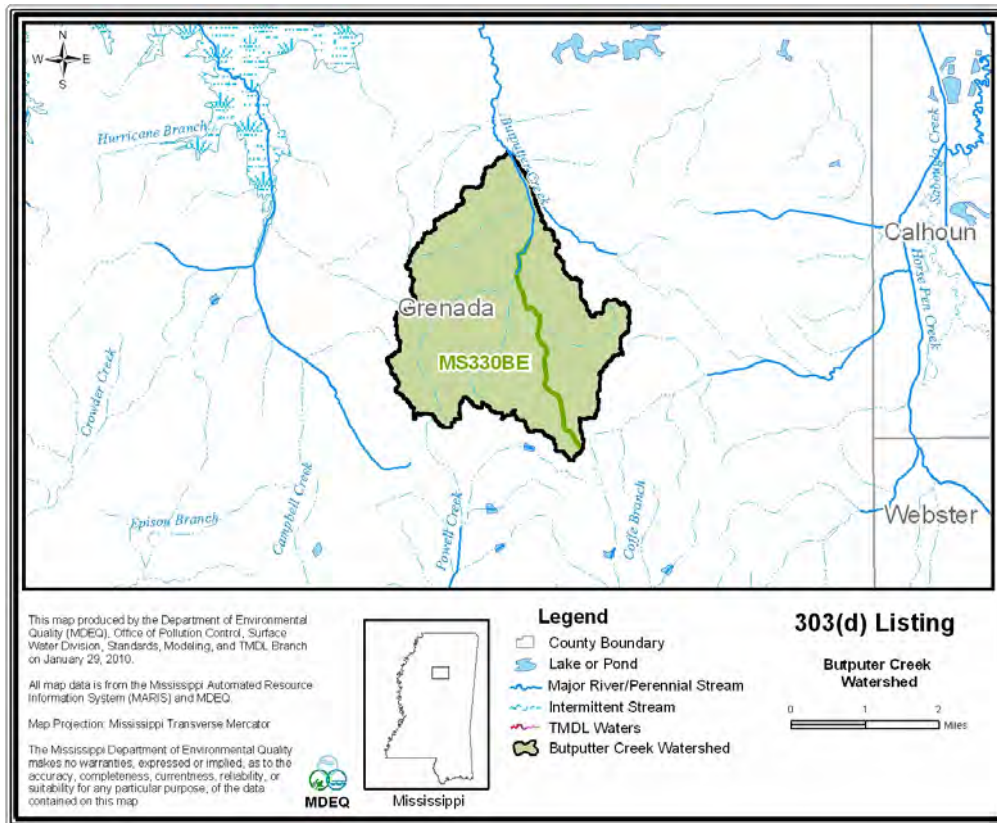 N
W E
S
Hurricane Branch
Butputter Creek
Sabougla Creek
Calhoun
Horse Pen Creek
Grenada
MS330BE
Crowder Creek
Campbell Creek
Epison Branch
Powell Creek
Coffe Branch
Webster
This map produced by the Department of Environmental
Quality (MDEQ), Office of Pollution Control, Surface
Water Division, Standards, Modeling, and TMDL Branch
on January 29, 2010.
All map data is from the Mississippi Automated Resource
Information System (MARIS) and MDEQ.
Map Projection: Mississippi Transverse Mercator
The Mississippi Department of Environmental Quality
makes no warranties, expressed or implied, as to the
accuracy, completeness, currentness, reliability, or
suitability for any particular purpose, of the data
contained on this map.
MDEQ
Mississippi
Legend
County Boundary
Lake or Pond
Major River/Perennial Stream
Intermittent Stream
TMDL Waters
Butputter Creek Watershed
303(d) Listing
Butputer Creek
Watershed
0 1 2
Miles